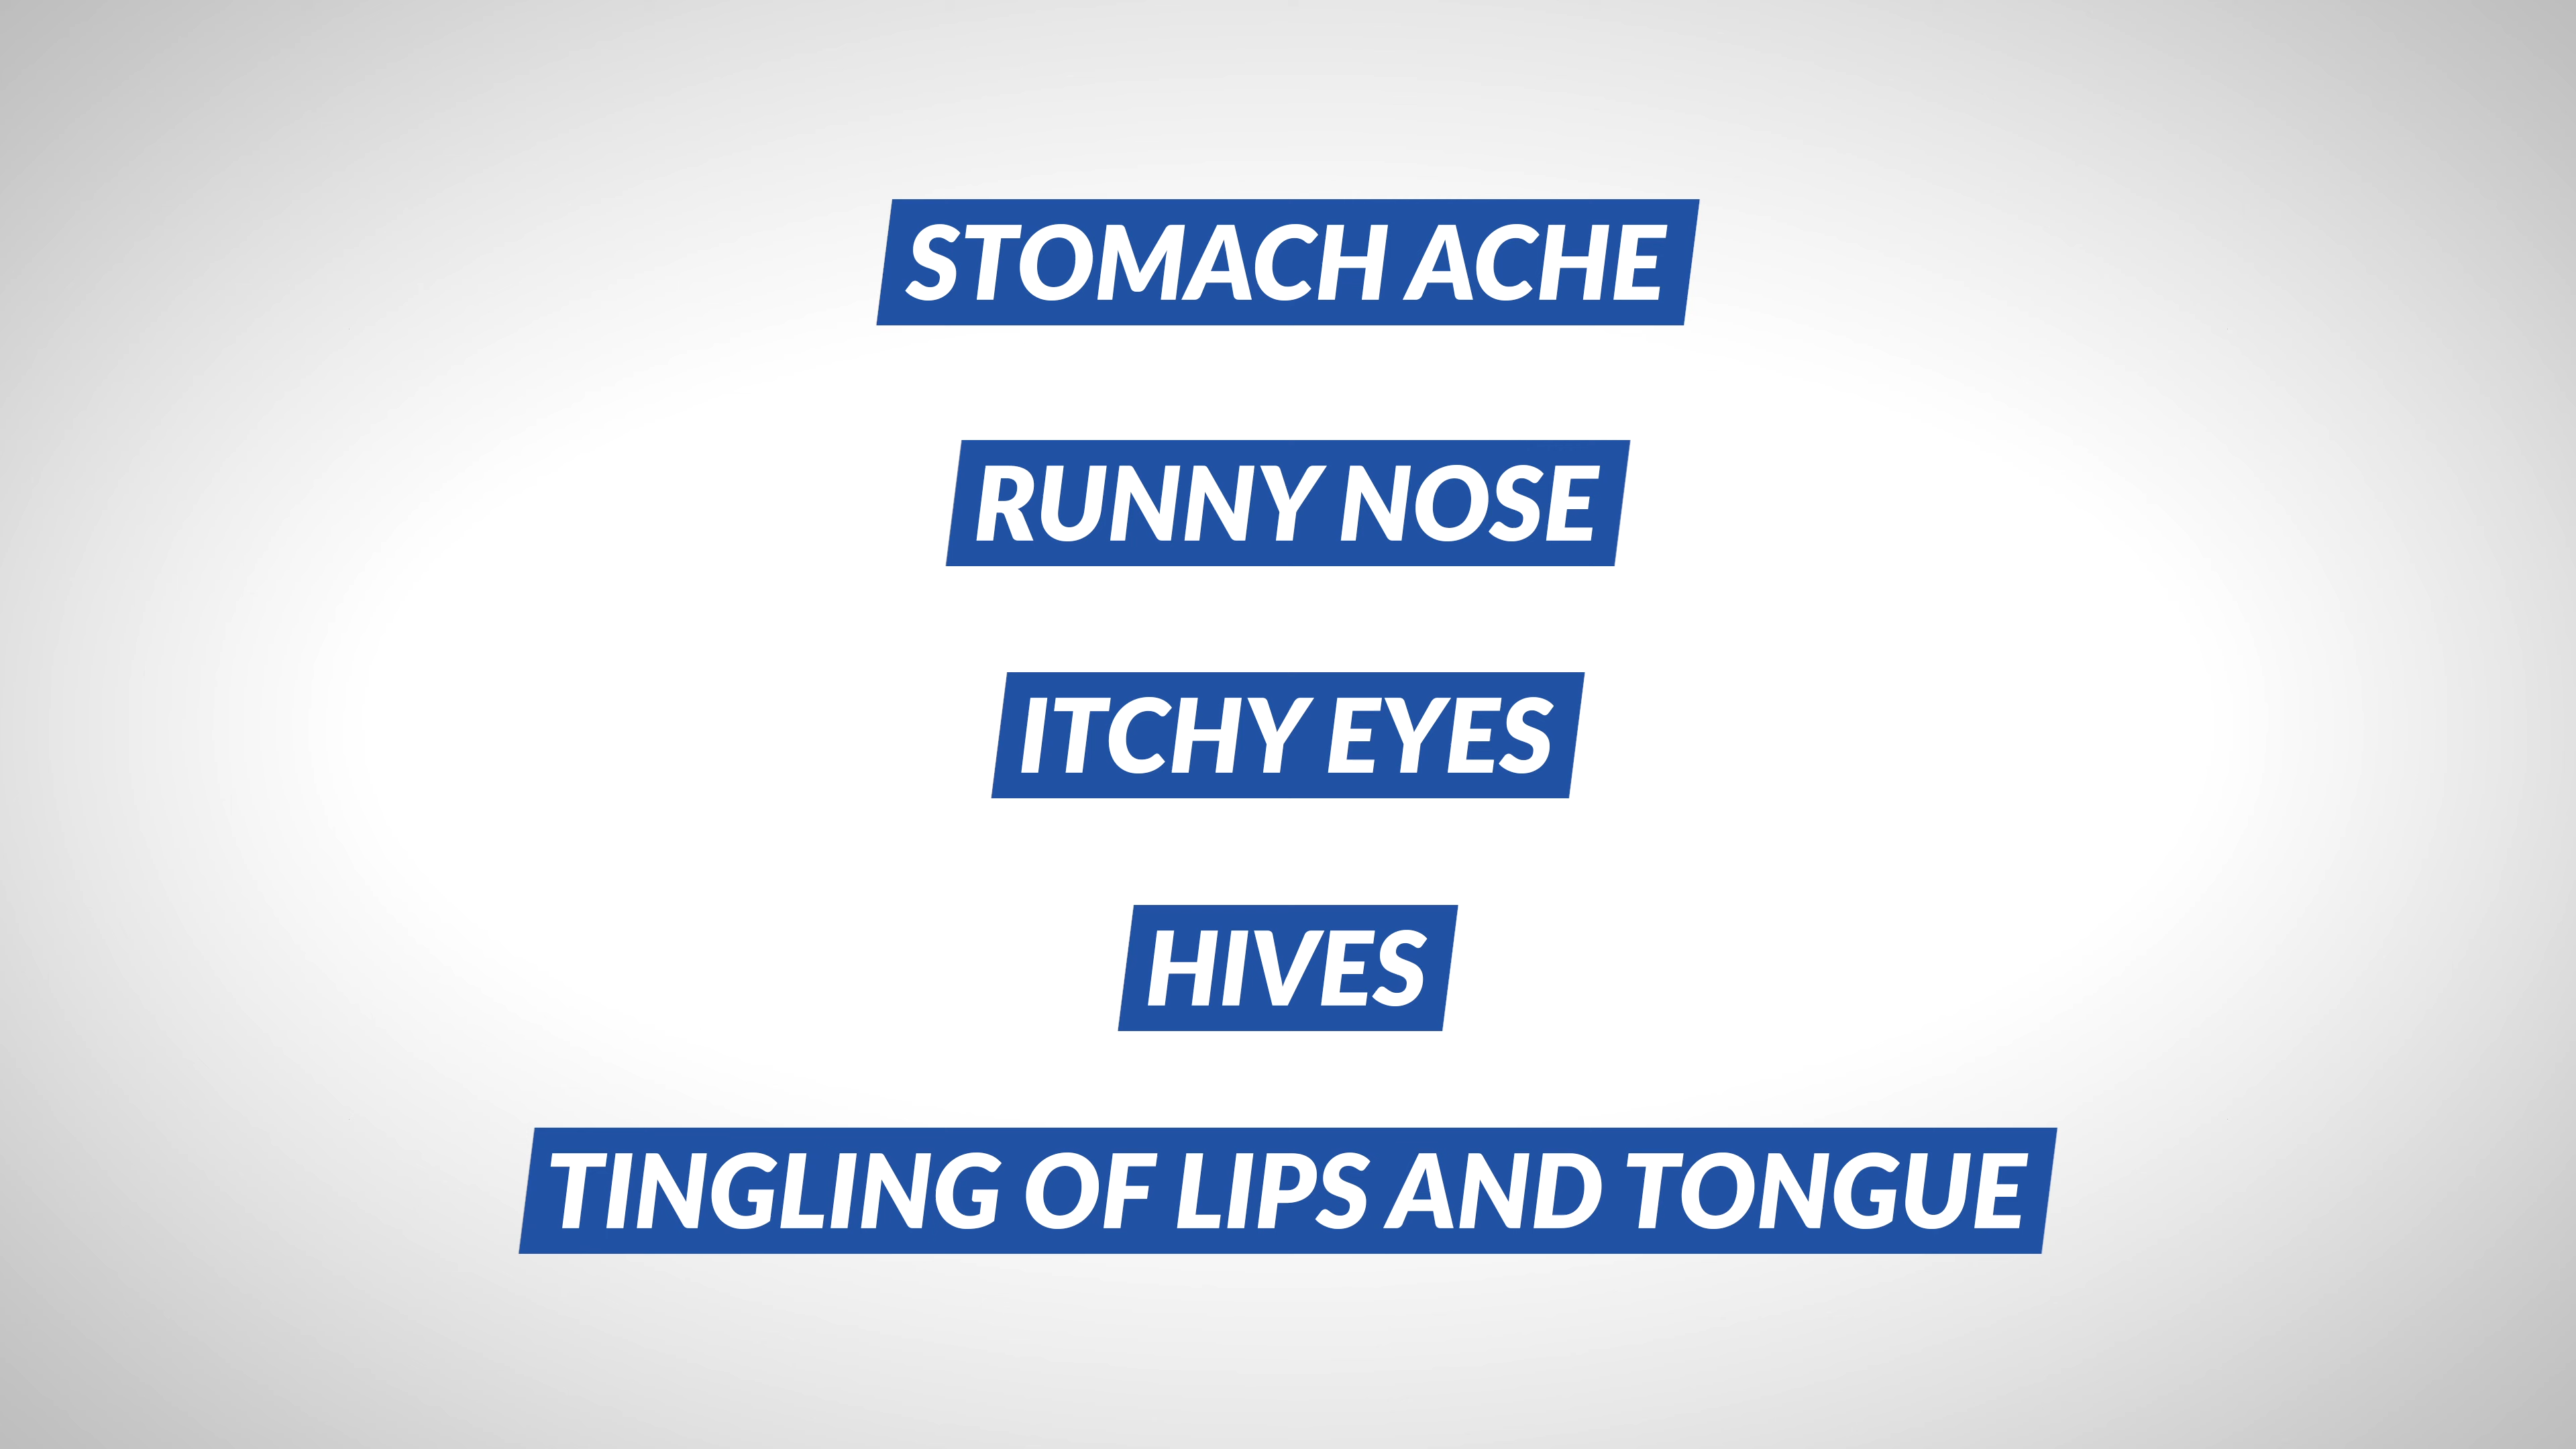 STOMACH ACHE
RUNNY NOSE
ITCHY EYES
HIVES
TINGLING OF LIPS AND TONGUE